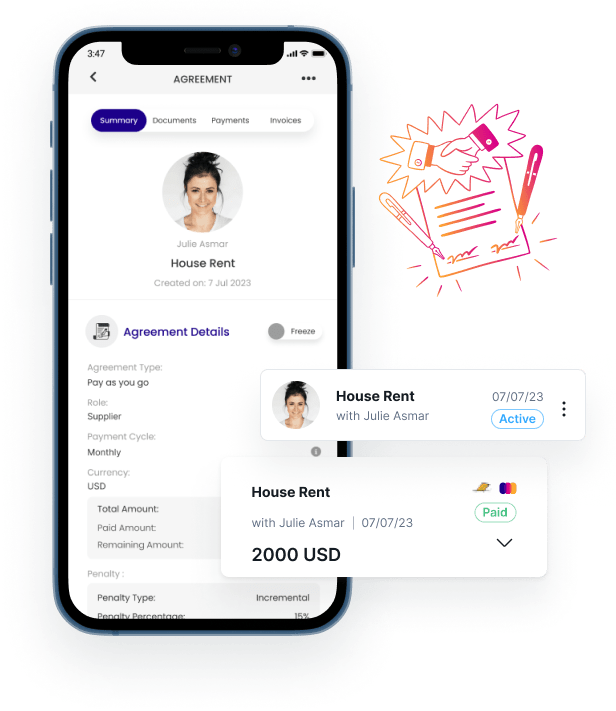 3:47
AGREEMENT
Summary
Documents
Payments
Invoices
Julie Asmar
House Rent
Created on: 7 Jul 2023
Agreement Details
Freeze
Agreement Type:
Pay as you go
Role:
Supplier
Payment Cycle:
Monthly
Currency:
USD
Total Amount:
Paid Amount:
Remaining Amount:
Penalty :
Penalty Type: Incremental
Penalty Percentage: 15%
House Rent 07/07/23
with Julie Asmar Active
House Rent
Paid
with Julie Asmar | 07/07/23
2000 USD